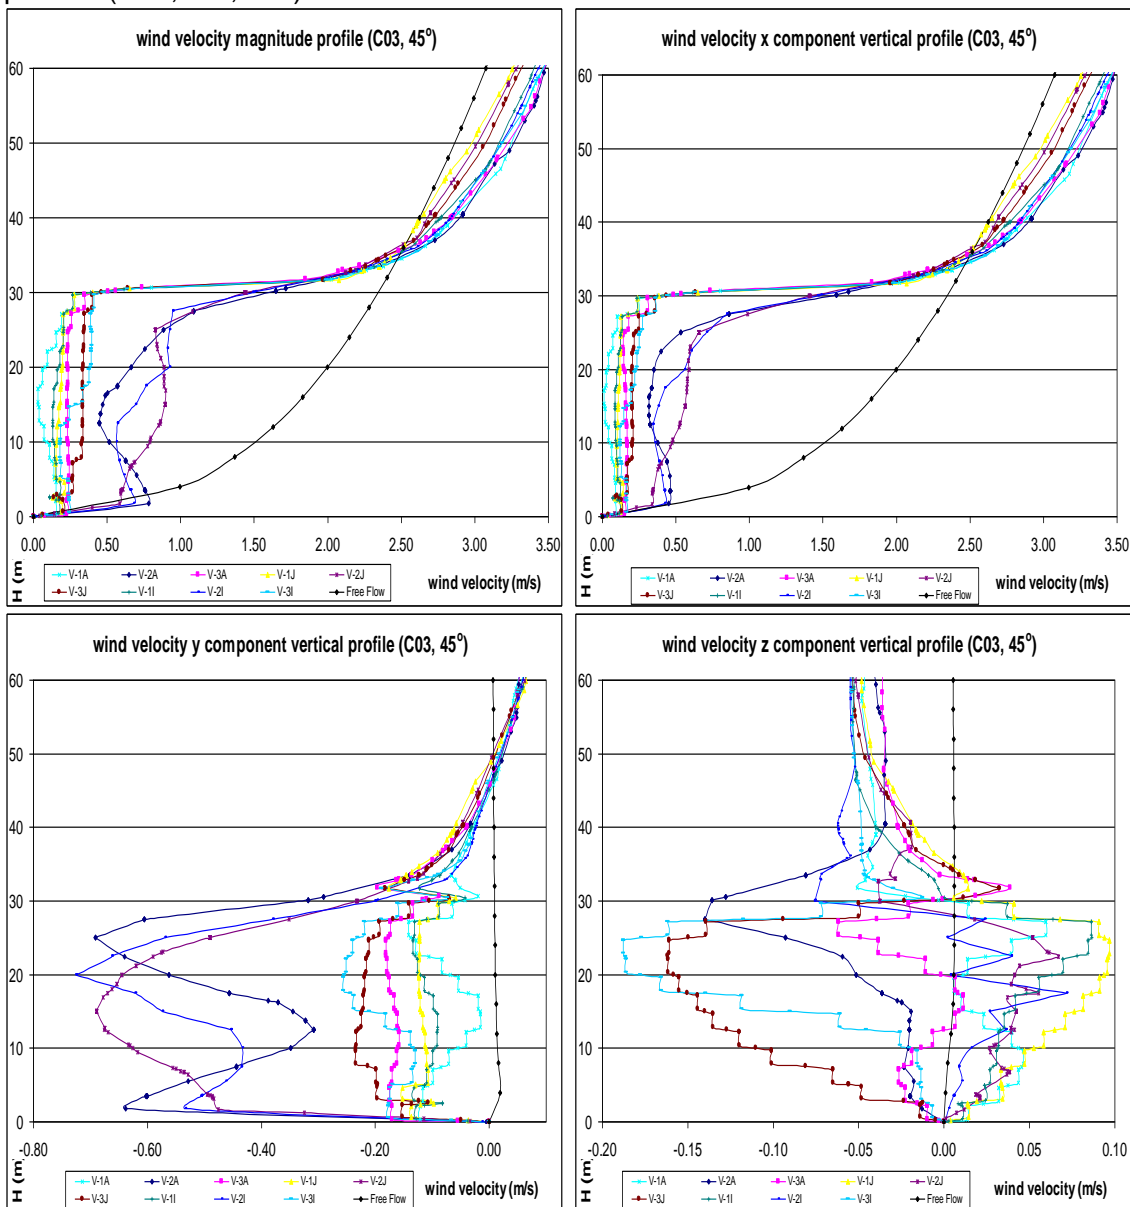 wind velocity magnitude profile (C03, 45°)
60
50
40
30
20
10
0
0.00 0.50 1.00 1.50 2.00 2.50 3.00 3.50
H (m
wind velocity (m/s)
V-1A V-2A V-3A V-1J V-2J
V-3J V-1I V-2I V-3I Free Flow
wind velocity x component vertical profile (C03, 45°)
60
50
40
30
20
10
0
0.00 0.50 1.00 1.50 2.00 2.50 3.00 3.50
H (m
wind velocity (m/s)
V-1A V-2A V-3A V-1J V-2J
V-3J V-1I V-2I V-3I Free Flow
wind velocity y component vertical profile (C03, 45°)
60
50
40
30
20
10
0
-0.80 -0.60 -0.40 -0.20 0.00
H (m
wind velocity (m/s)
V-1A V-2A V-3A V-1J V-2J
V-3J V-1I V-2I V-3I Free Flow
wind velocity z component vertical profile (C03, 45°)
60
50
40
30
20
10
0
-0.20 -0.15 -0.10 -0.05 0.00 0.05 0.10
H (m
wind velocity (m/s)
V-1A V-2A V-3A V-1J V-2J
V-3J V-1I V-2I V-3I Free Flow